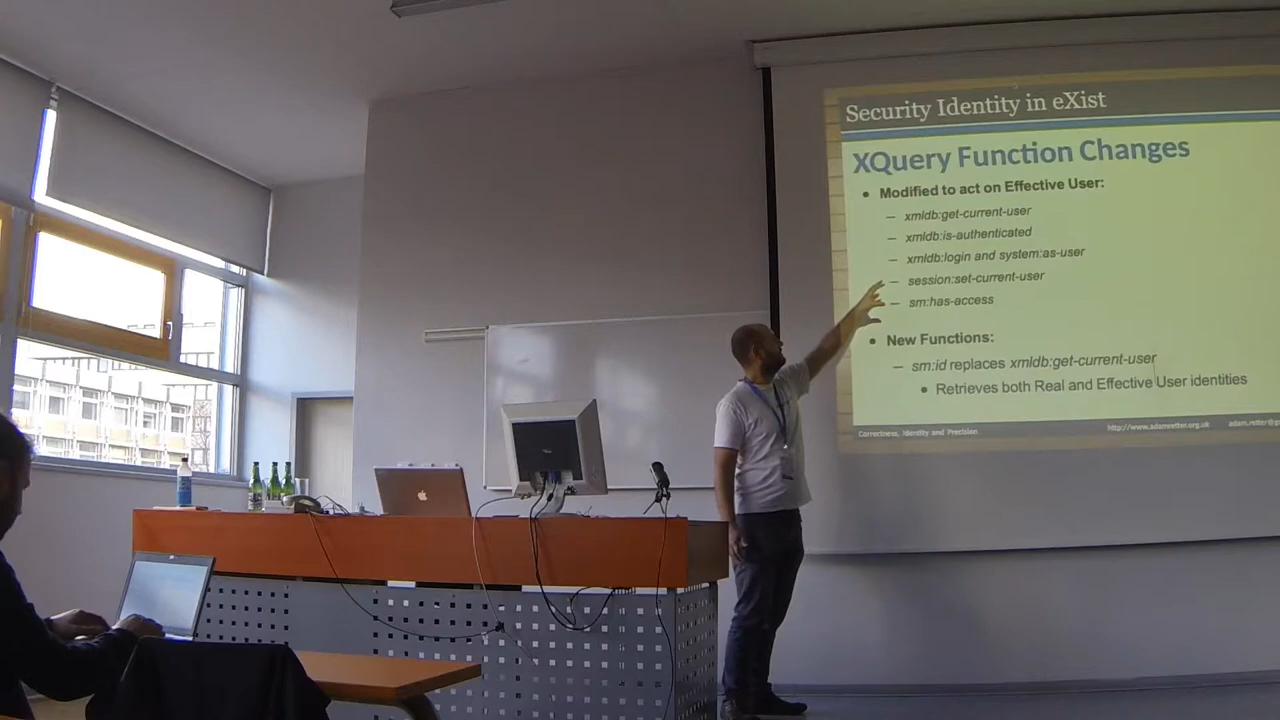 Security Identity in eXist
XQuery Function Changes
• Modified to act on Effective User:
– xmldb:get-current-user
– xmldb:is-authenticated
– xmldb:login and system:as-user
– session:set-current-user
– sm:has-access
• New Functions:
– sm:id replaces xmldb:get-current-user
• Retrieves both Real and Effective User identities
Correctness, Identity and Precision
http://www.adamretter.org.uk